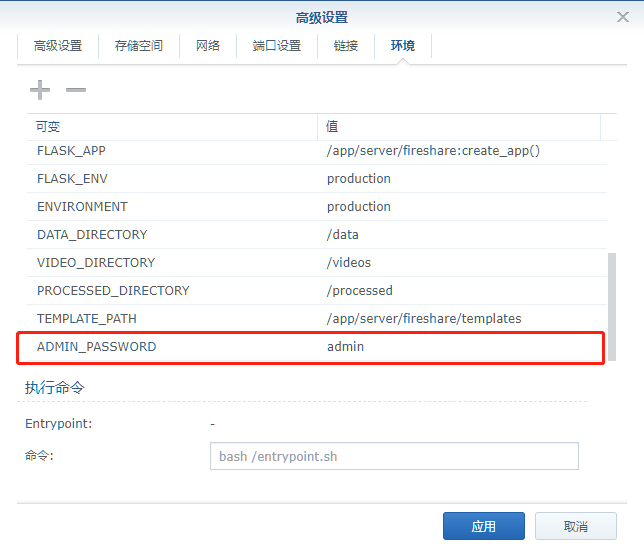 高级设置
高级设置 存储空间 网络 端口设置 链接 环境
可变 值
FLASK_APP /app/server/fireshare:create_app()
FLASK_ENV production
ENVIRONMENT production
DATA_DIRECTORY /data
VIDEO_DIRECTORY /videos
PROCESSED_DIRECTORY /processed
TEMPLATE_PATH /app/server/fireshare/templates
ADMIN_PASSWORD admin
执行命令
Entrypoint: -
命令: bash /entrypoint.sh
应用 取消